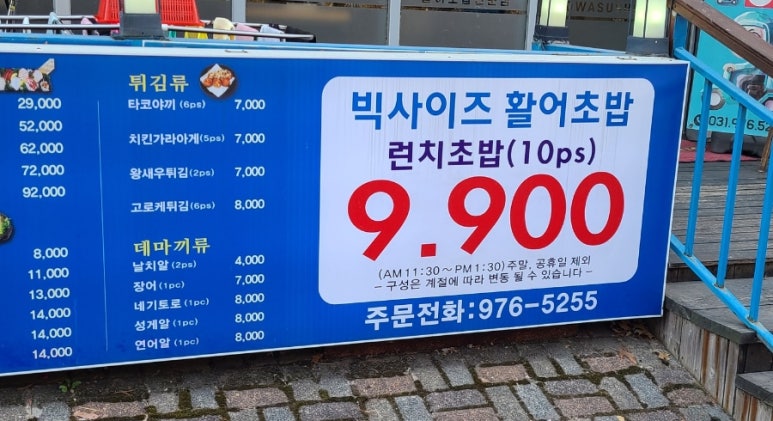 29,000
52,000
62,000
72,000
92,000
8,000
11,000
13,000
14,000
14,000
14,000
튀김류
타코야끼 (6ps) 7,000
치킨가라아게(5ps) 7,000
왕새우튀김(2ps) 7,000
고로케튀김(6ps) 8,000
데마끼류
날치알 (2ps) 4,000
장어 (1pc) 7,000
네기토로 (1pc) 8,000
성게알 (1pc) 8,000
연어알 (1pc) 8,000
빅사이즈 활어초밥
런치초밥(10ps)
9.900
(AM 11:30~PM 1:30) 주말, 공휴일 제외
- 구성은 계절에 따라 변동 될 수 있습니다 -
주문전화:976-5255
031.976.52